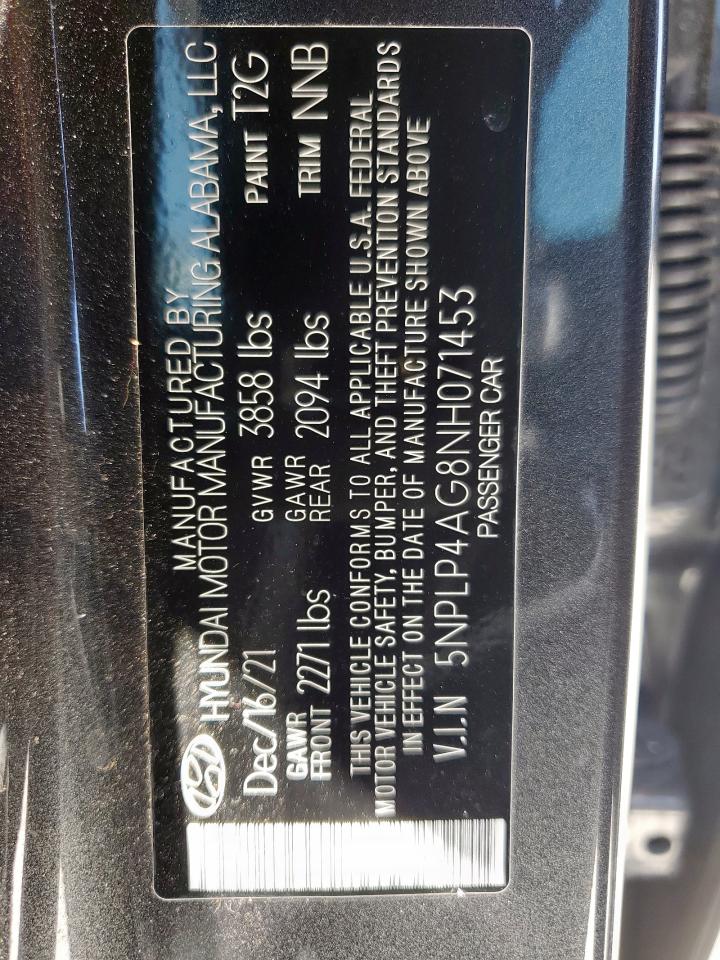 MANUFACTURED BY
HYUNDAI MOTOR MANUFACTURING ALABAMA, LLC
Dec/16/21 GVWR 3858 lbs PAINT T2G
GAWR FRONT 2271 lbs GAWR REAR 2094 lbs TRIM NNB
THIS VEHICLE CONFORMS TO ALL APPLICABLE U.S.A. FEDERAL
MOTOR VEHICLE SAFETY, BUMPER, AND THEFT PREVENTION STANDARDS
IN EFFECT ON THE DATE OF MANUFACTURE SHOWN ABOVE
V.I.N 5NPLP4AG8NH071453
PASSENGER CAR